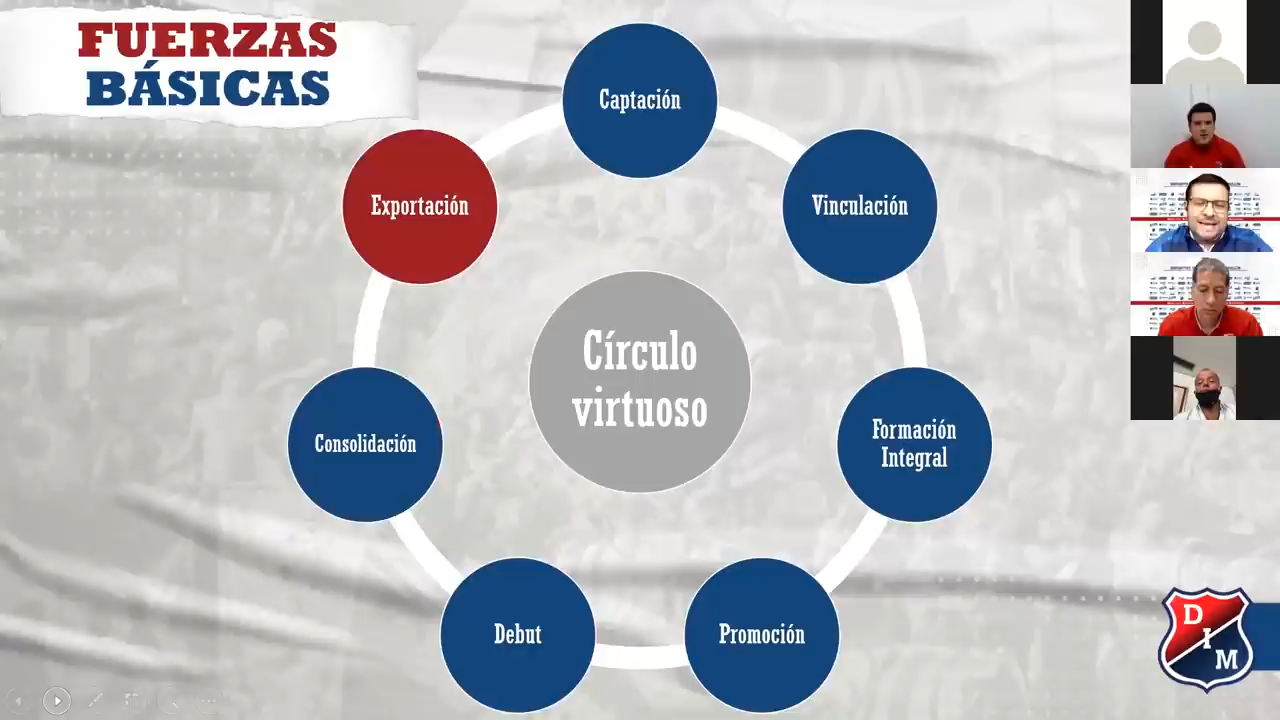 FUERZAS
BÁSICAS
Captación
Vinculación
Formación
Integral
Promoción
Debut
Consolidación
Exportación
Círculo
virtuoso
D
I
M